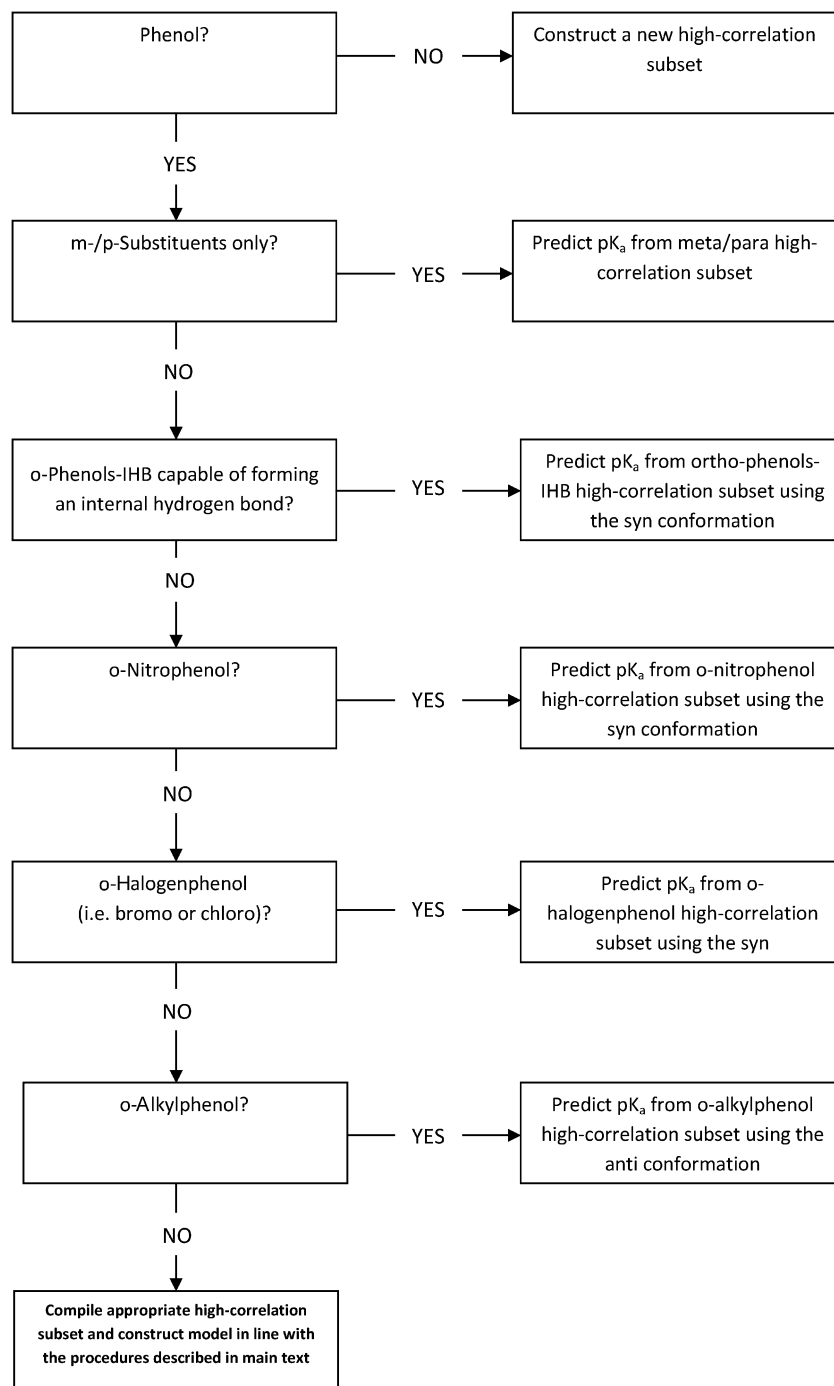 Phenol?
NO
Construct a new high-correlation
subset
YES
m-/p-Substituents only?
YES
Predict pKₐ from meta/para high-
correlation subset
NO
o-Phenols-IHB capable of forming
an internal hydrogen bond?
YES
Predict pKₐ from ortho-phenols-
IHB high-correlation subset using
the syn conformation
NO
o-Nitrophenol?
YES
Predict pKₐ from o-nitrophenol
high-correlation subset using the
syn conformation
NO
o-Halogenphenol
(i.e. bromo or chloro)?
YES
Predict pKₐ from o-
halogenphenol high-correlation
subset using the syn
NO
o-Alkylphenol?
YES
Predict pKₐ from o-alkylphenol
high-correlation subset using the
anti conformation
NO
Compile appropriate high-correlation
subset and construct model in line with
the procedures described in main text